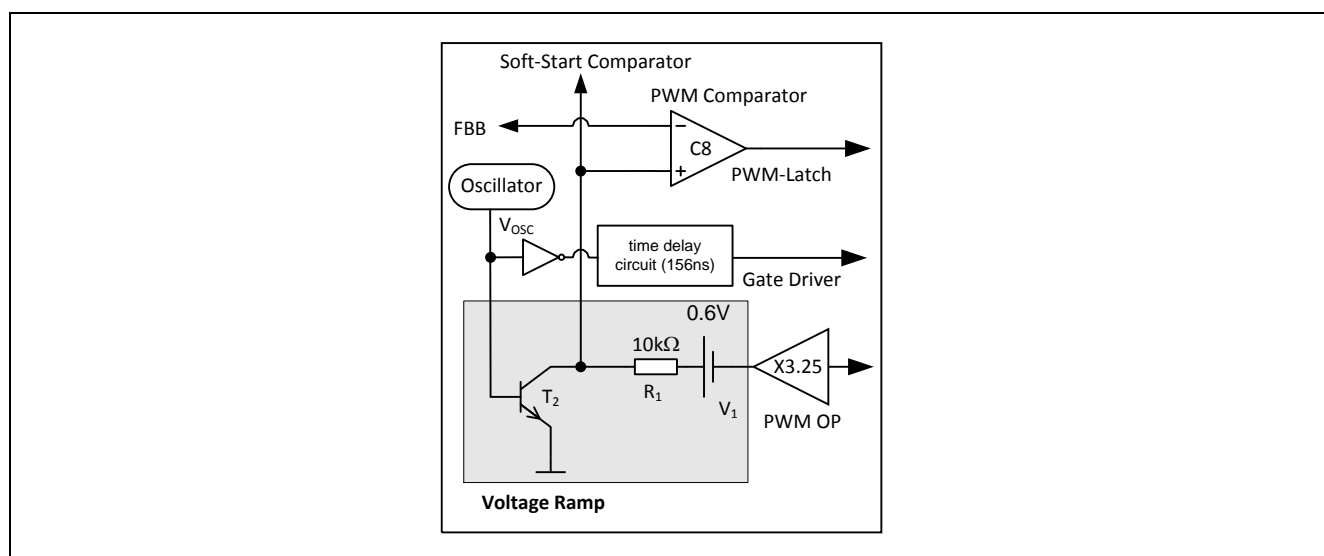 Soft-Start Comparator
PWM Comparator
FBB
−
C8
+
PWM-Latch
Oscillator
VOSC
time delay
circuit (156ns)
Gate Driver
0.6V
10kΩ
X3.25
T2
R1
V1
PWM OP
Voltage Ramp